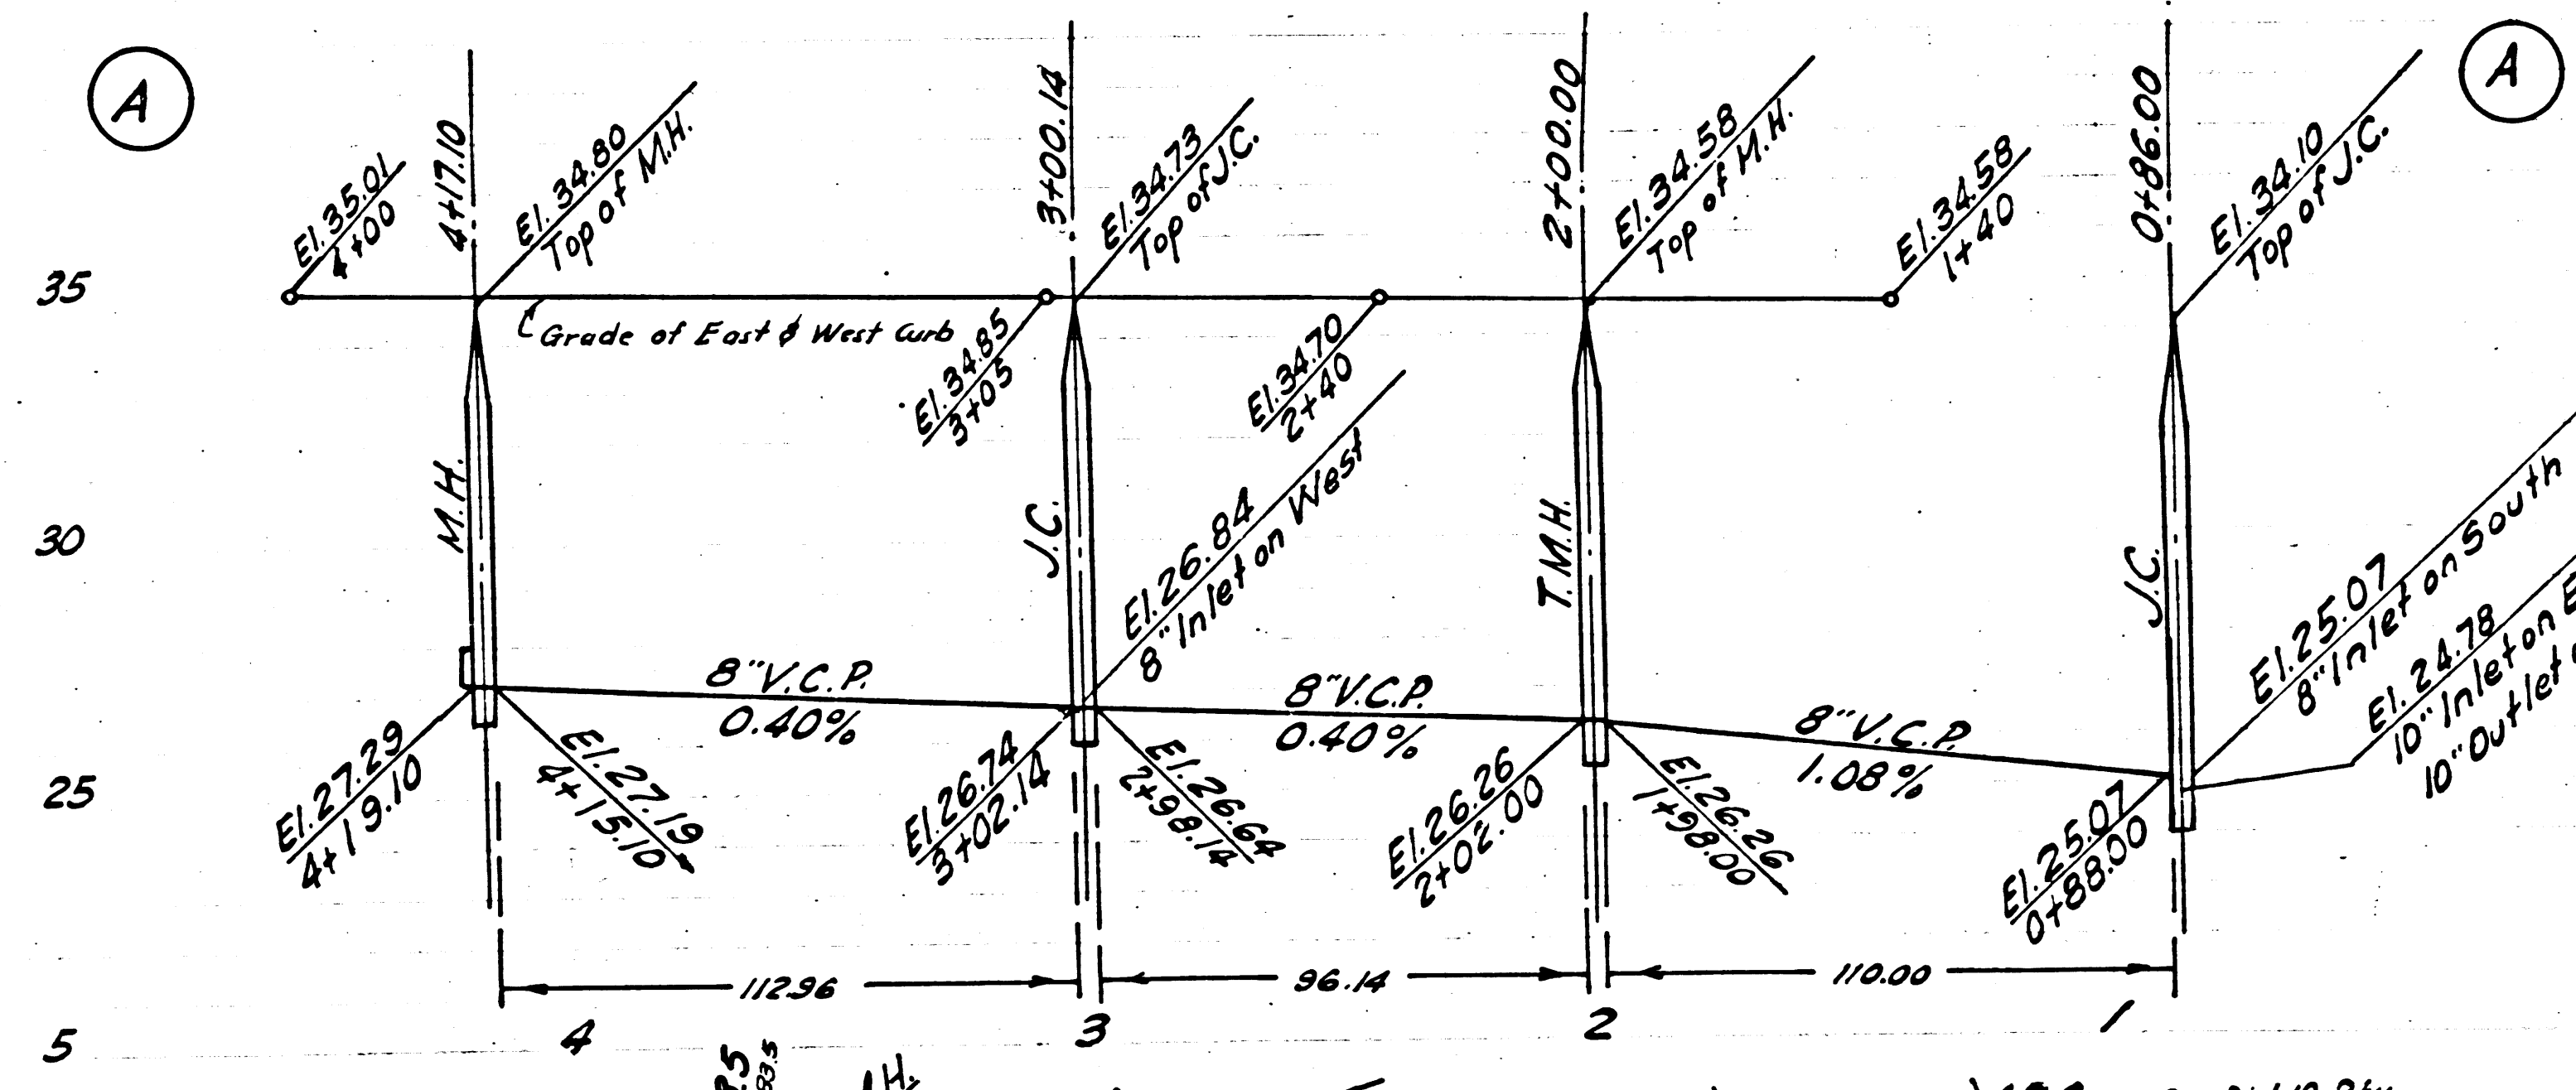 A
A
El. 35.01
4+00
4+17.10
El. 34.80
Top of M.H.
3+00.14
El. 34.73
Top of J.C.
2+00.00
El. 34.58
Top of M.H.
El. 34.58
1+40
0+86.00
El. 34.10
Top of J.C.
35
Grade of East & West Curb
El. 34.85
3+05
El. 34.70
2+40
30
M.H.
J.C.
El. 26.84
8" Inlet on West
T.M.H.
J.C.
El. 25.07
8" Inlet on South
El. 24.78
10" Inlet on E
10" Outlet
8" V.C.P.
0.40%
8" V.C.P.
0.40%
8" V.C.P.
1.08%
25
El. 27.29
4+19.10
El. 27.19
4+15.10
El. 26.74
3+02.14
El. 26.64
2+98.14
El. 26.26
2+02.00
El. 26.26
1+98.00
El. 25.07
0+88.00
112.96
96.14
110.00
5
4
3
2
1